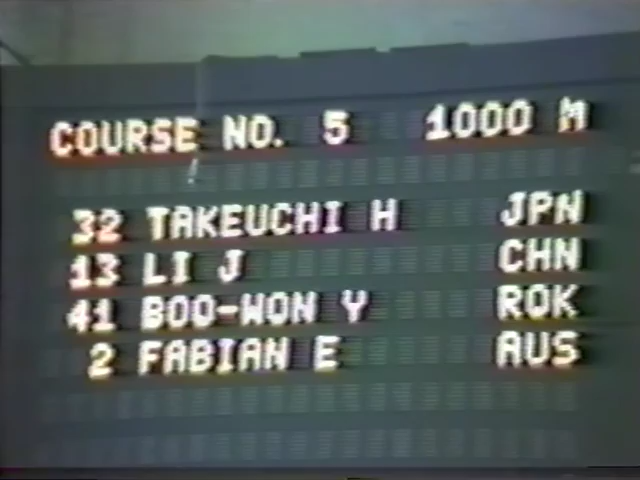 COURSE NO. 5 1000 M
32 TAKEUCHI H JPN
13 LI J CHN
41 BOO-WON Y ROK
2 FABIAN E AUS